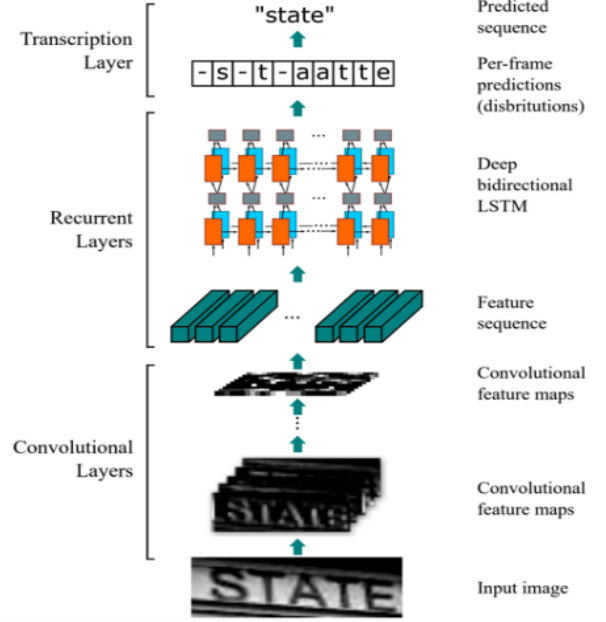 "state"
Predicted
sequence
Transcription
Layer
-s-t-aatte
Per-frame
predictions
(disbritutions)
Deep
bidirectional
LSTM
Recurrent
Layers
...
Feature
sequence
Convolutional
feature maps
Convolutional
Layers
STATE
Convolutional
feature maps
STATE
Input image